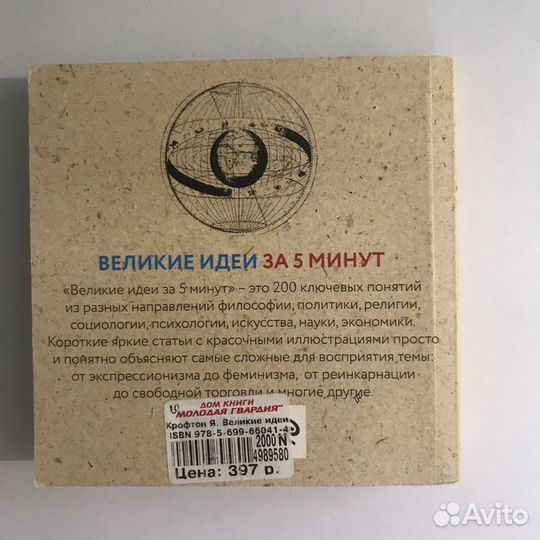 ВЕЛИКИЕ ИДЕИ ЗА 5 МИНУТ
«Великие идеи за 5 минут» – это 200 ключевых понятий
из разных направлений философии, политики, религии,
социологии, психологии, искусства, науки, экономики.
Короткие яркие статьи с красочными иллюстрациями просто
и понятно объясняют самые сложные для восприятия темы:
от экспрессионизма до феминизма, от реинкарнации
до свободной торговли и многие другие.
ДОМ КНИГИ
"МОЛОДАЯ ГВАРДИЯ"
Крофтон Я. Великие идеи
ISBN 978-5-699-66041-4
2000 N
4989580
Цена: 397 р.
Avito